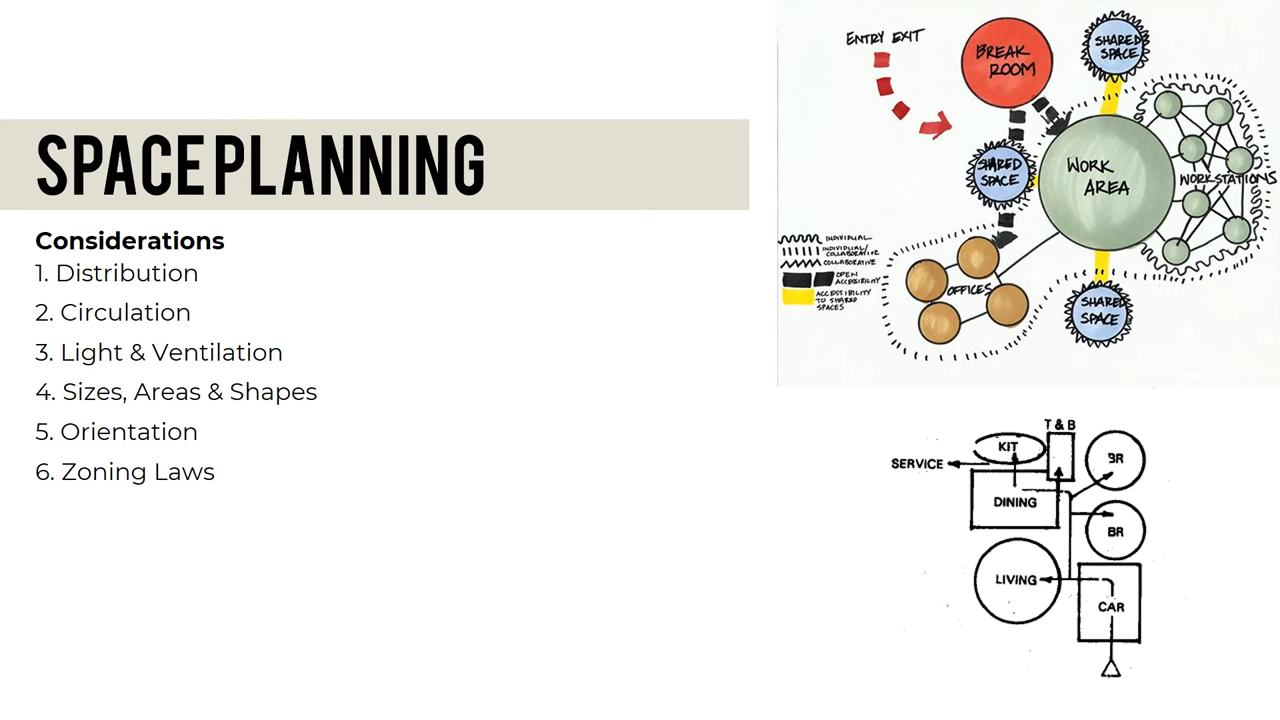 SPACE PLANNING
Considerations
1. Distribution
2. Circulation
3. Light & Ventilation
4. Sizes, Areas & Shapes
5. Orientation
6. Zoning Laws
ENTRY EXIT
BREAK
ROOM
SHARED
SPACE
SHARED
SPACE
WORK
AREA
WORKSTATIONS
OFFICES
SHARED
SPACE
INDIVIDUAL
INDIVIDUAL/
COLLABORATIVE
COLLABORATIVE
OPEN
ACCESSIBILITY
ACCESSIBILITY
TO SHARED
SPACES
T & B
KIT
BR
SERVICE
DINING
BR
LIVING
CAR